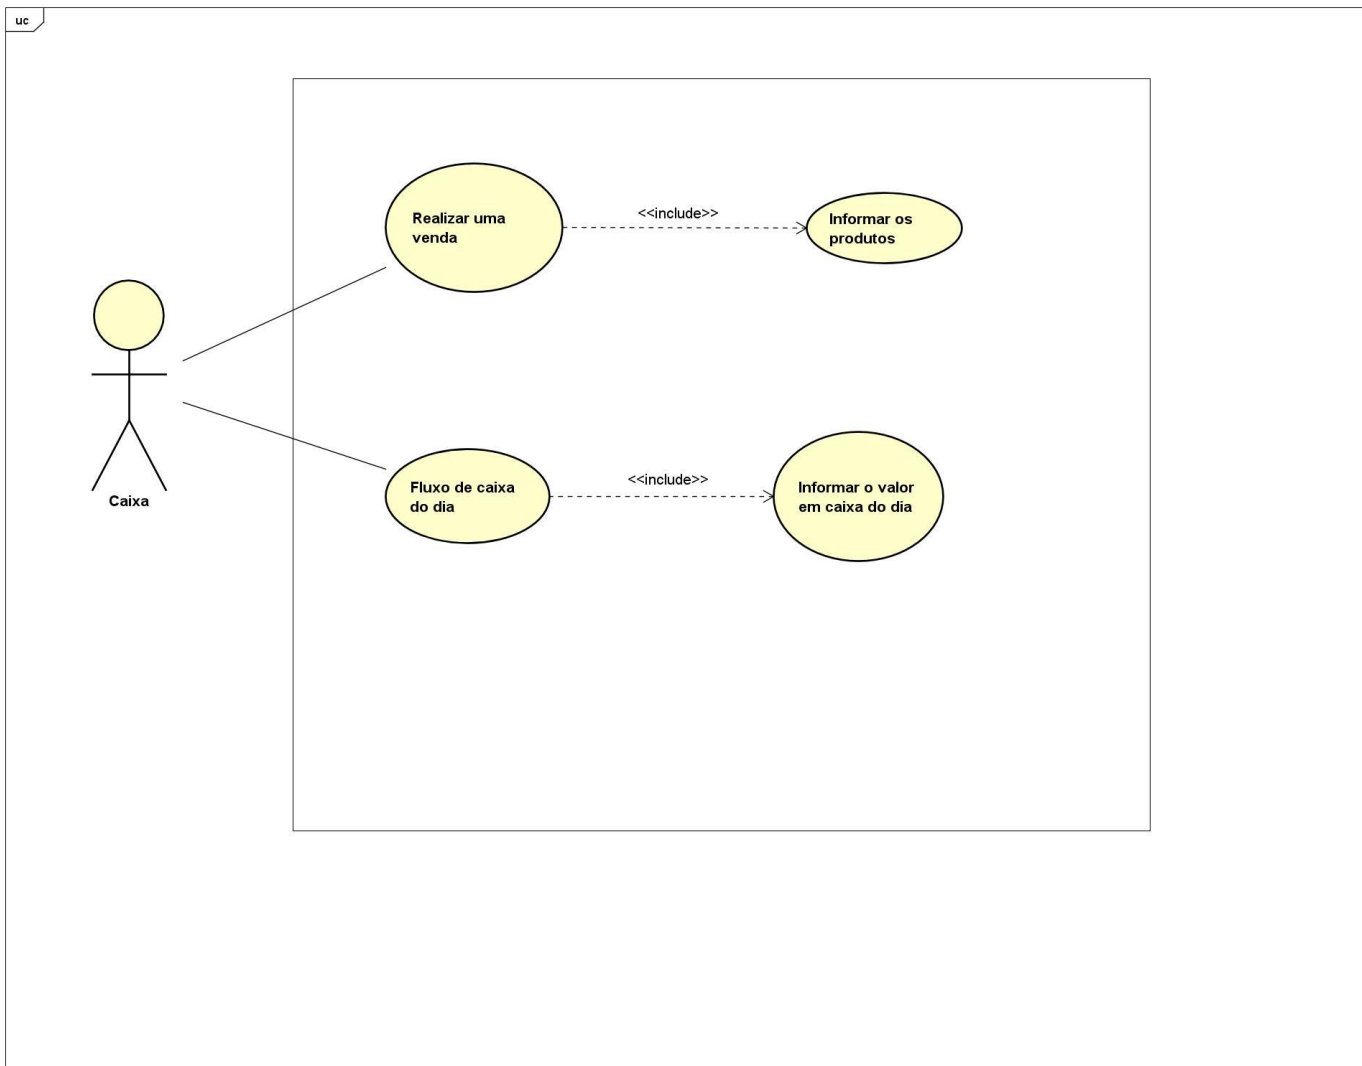 uc
Realizar uma
venda
<<include>>
Informar os
produtos
Caixa
Fluxo de caixa
do dia
<<include>>
Informar o valor
em caixa do dia